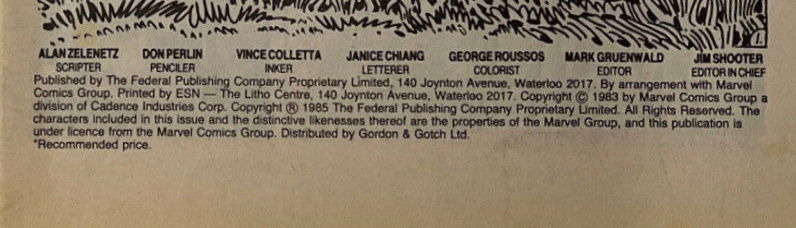 ALAN ZELENETZ DON PERLIN VINCE COLLETTA JANICE CHIANG GEORGE ROUSSOS MARK GRUENWALD JIM SHOOTER
SCRIPTER PENCILER INKER LETTERER COLORIST EDITOR EDITOR IN CHIEF
Published by The Federal Publishing Company Proprietary Limited, 140 Joynton Avenue, Waterloo 2017. By arrangement with Marvel
Comics Group. Printed by ESN — The Litho Centre, 140 Joynton Avenue, Waterloo 2017. Copyright © 1983 by Marvel Comics Group a
division of Cadence Industries Corp. Copyright ® 1985 The Federal Publishing Company Proprietary Limited. All Rights Reserved. The
characters included in this issue and the distinctive likenesses thereof are the properties of the Marvel Group, and this publication is
under licence from the Marvel Comics Group. Distributed by Gordon & Gotch Ltd.
*Recommended price.